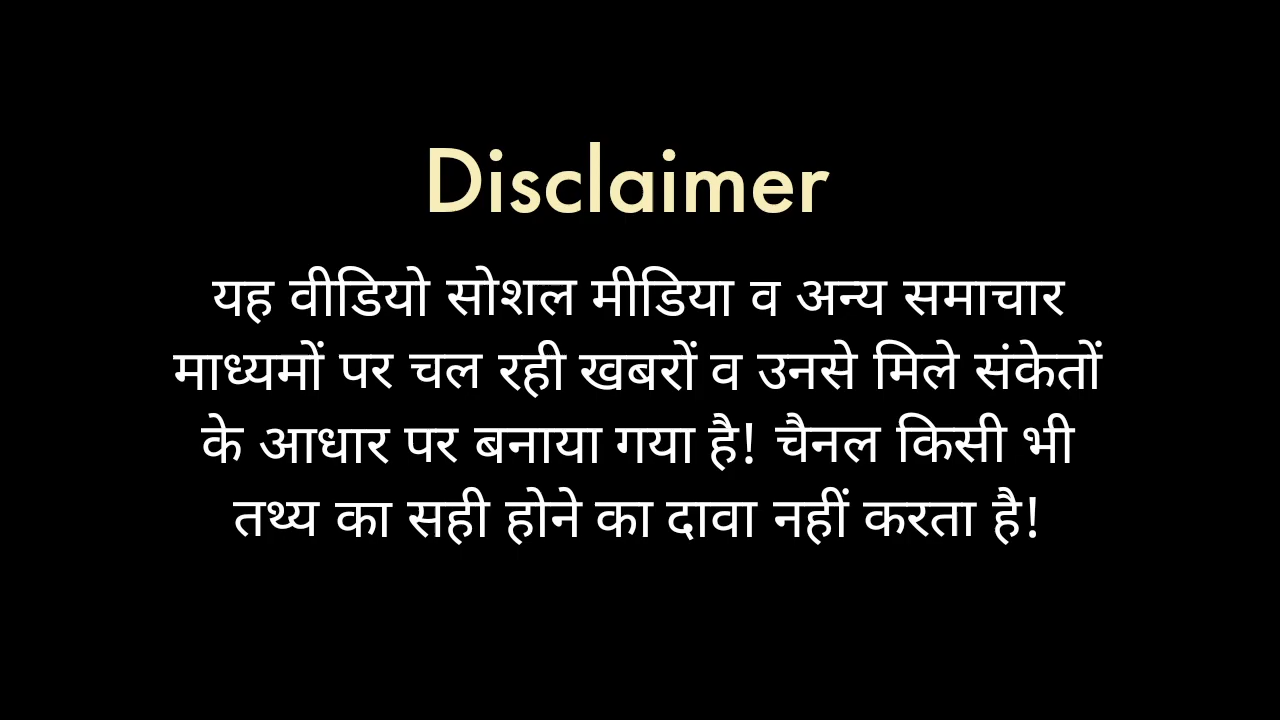 Disclaimer
यह वीडियो सोशल मीडिया व अन्य समाचार
माध्यमों पर चल रही खबरों व उनसे मिले संकेतों
के आधार पर बनाया गया है! चैनल किसी भी
तथ्य का सही होने का दावा नहीं करता है!